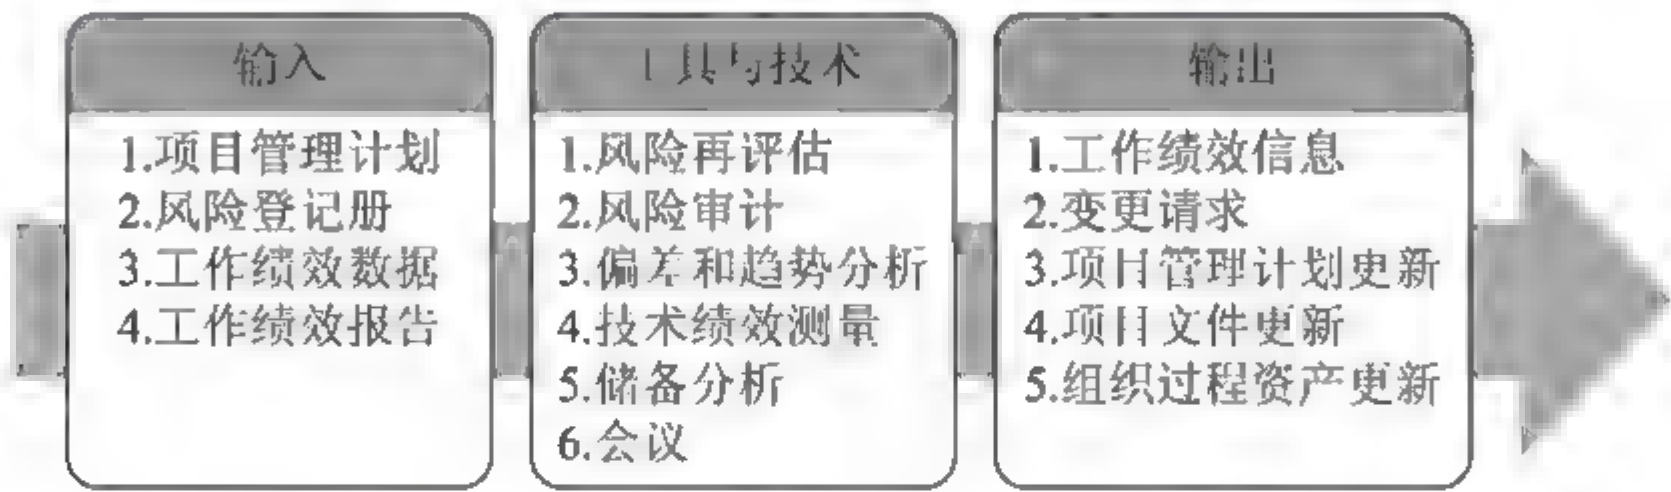 输入
1.项目管理计划
2.风险登记册
3.工作绩效数据
4.工作绩效报告
工具与技术
1.风险再评估
2.风险审计
3.偏差和趋势分析
4.技术绩效测量
5.储备分析
6.会议
输出
1.工作绩效信息
2.变更请求
3.项目管理计划更新
4.项目文件更新
5.组织过程资产更新